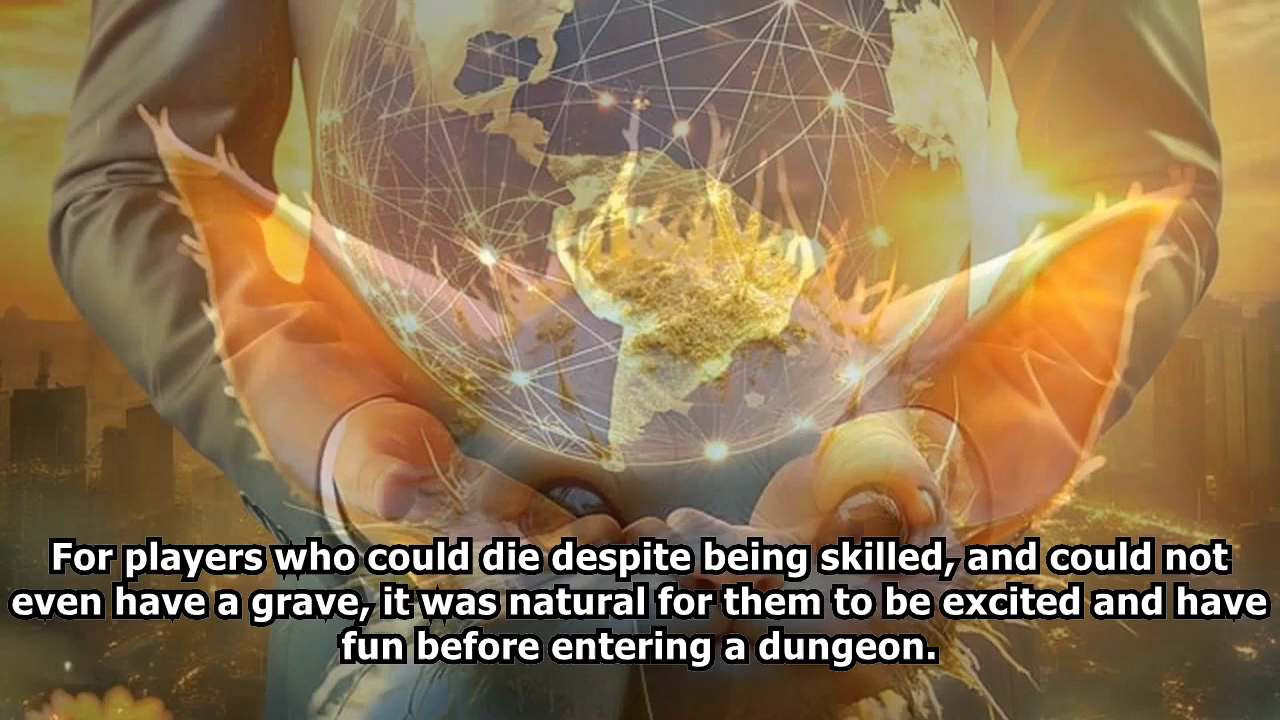 For players who could die despite being skilled, and could not
even have a grave, it was natural for them to be excited and have
fun before entering a dungeon.